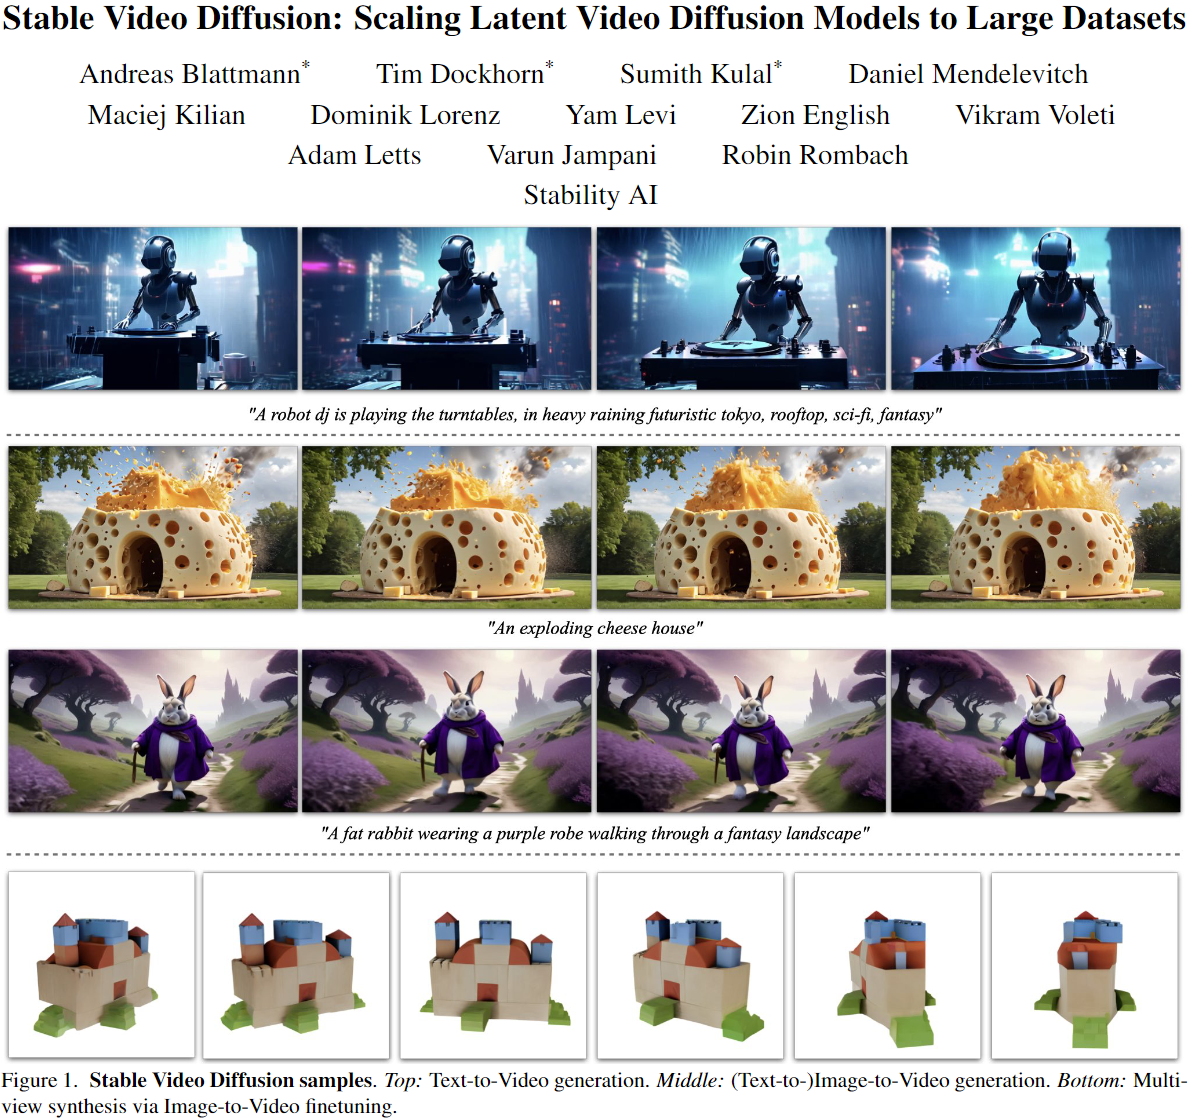 Stable Video Diffusion: Scaling Latent Video Diffusion Models to Large Datasets
Andreas Blattmann* Tim Dockhorn* Sumith Kulal* Daniel Mendelevitch
Maciej Kilian Dominik Lorenz Yam Levi Zion English Vikram Voleti
Adam Letts Varun Jampani Robin Rombach
Stability AI
"A robot dj is playing the turntables, in heavy raining futuristic tokyo, rooftop, sci-fi, fantasy"
"An exploding cheese house"
"A fat rabbit wearing a purple robe walking through a fantasy landscape"
Figure 1. Stable Video Diffusion samples. Top: Text-to-Video generation. Middle: (Text-to-)Image-to-Video generation. Bottom: Multi-
view synthesis via Image-to-Video finetuning.